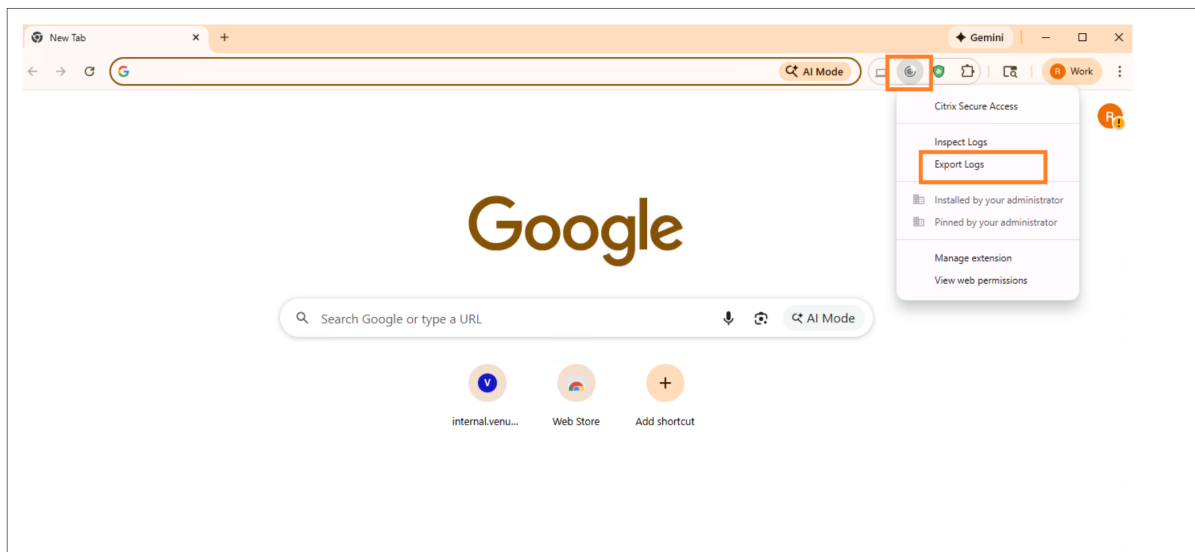 New Tab
Gemini
G
AI Mode
R Work
Citrix Secure Access
Inspect Logs
Export Logs
Installed by your administrator
Pinned by your administrator
Manage extension
View web permissions
R
Google
Search Google or type a URL
AI Mode
V
internal.venu...
Web Store
Add shortcut